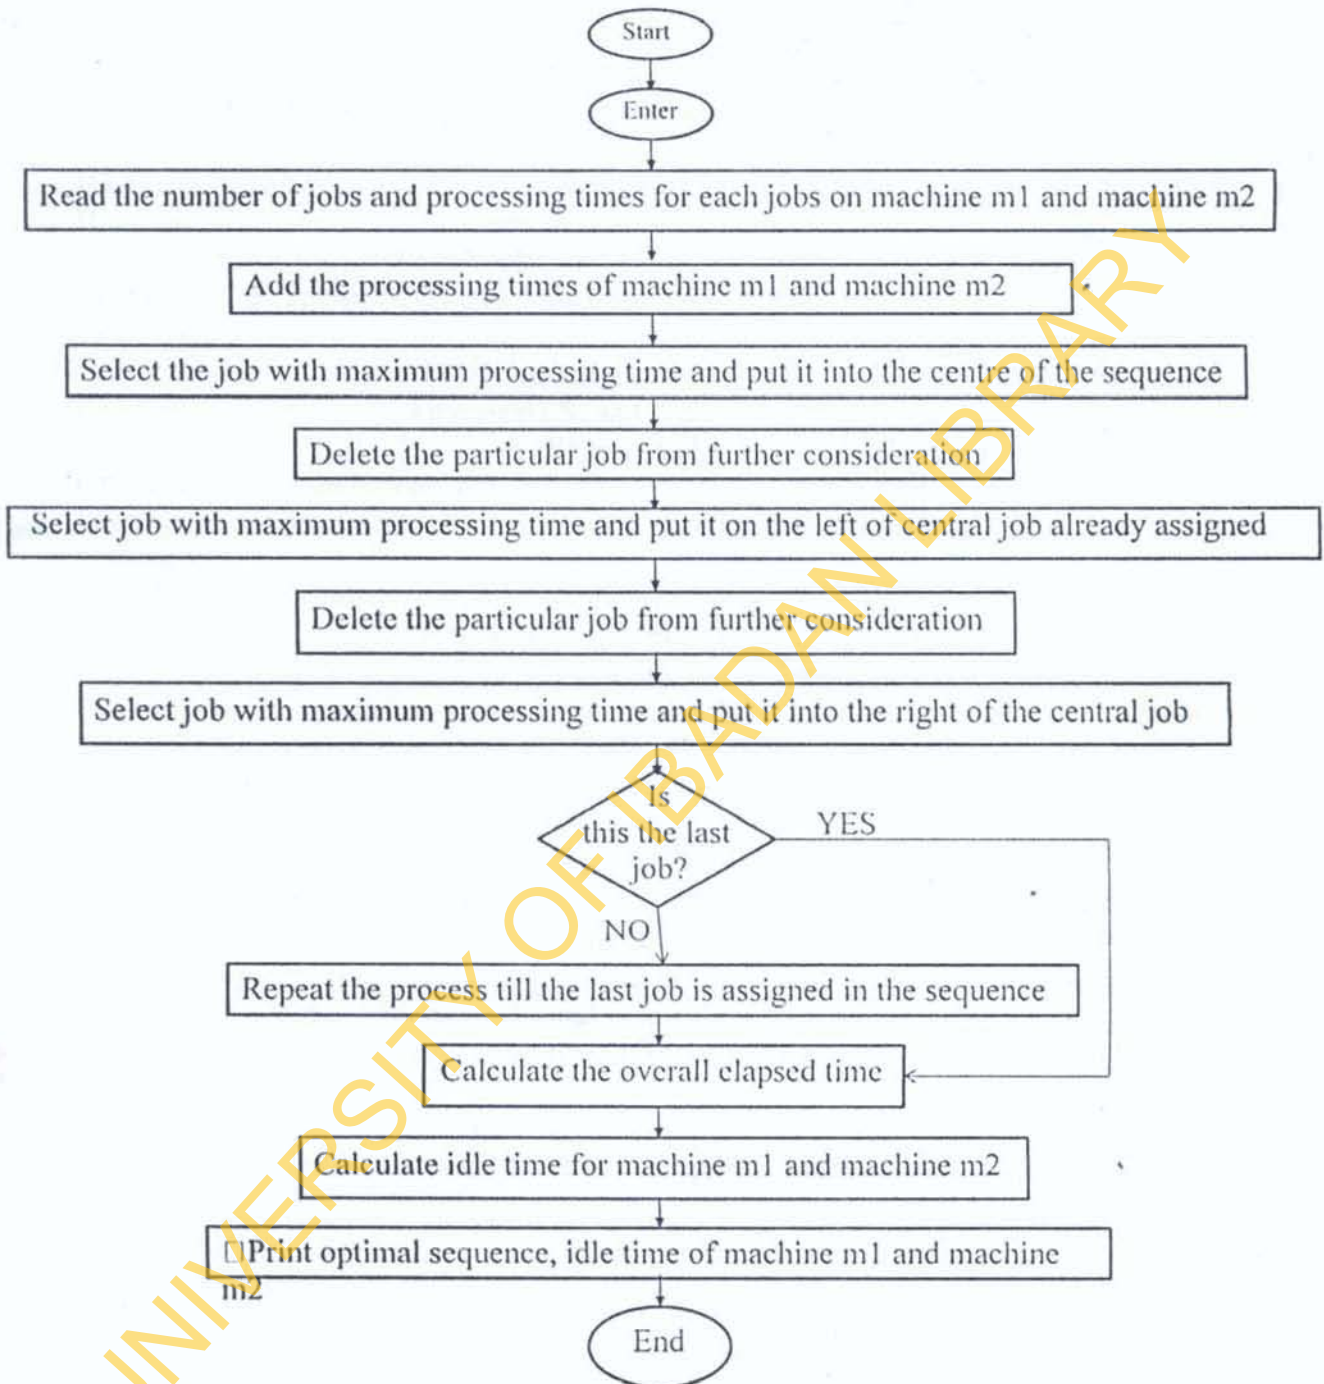 Start
Enter
Read the number of jobs and processing times for each jobs on machine m1 and machine m2
Add the processing times of machine m1 and machine m2
Select the job with maximum processing time and put it into the centre of the sequence
Delete the particular job from further consideration
Select job with maximum processing time and put it on the left of central job already assigned
Delete the particular job from further consideration
Select job with maximum processing time and put it into the right of the central job
Is
this the last
job?
YES
NO
Repeat the process till the last job is assigned in the sequence
Calculate the overall elapsed time
Calculate idle time for machine m1 and machine m2
□Print optimal sequence, idle time of machine m1 and machine
m2
End
UNIVERSITY OF IBADAN LIBRARY